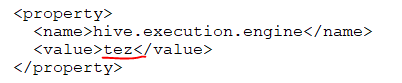 <property>
<name>hive.execution.engine</name>
<value>tez</value>
</property>